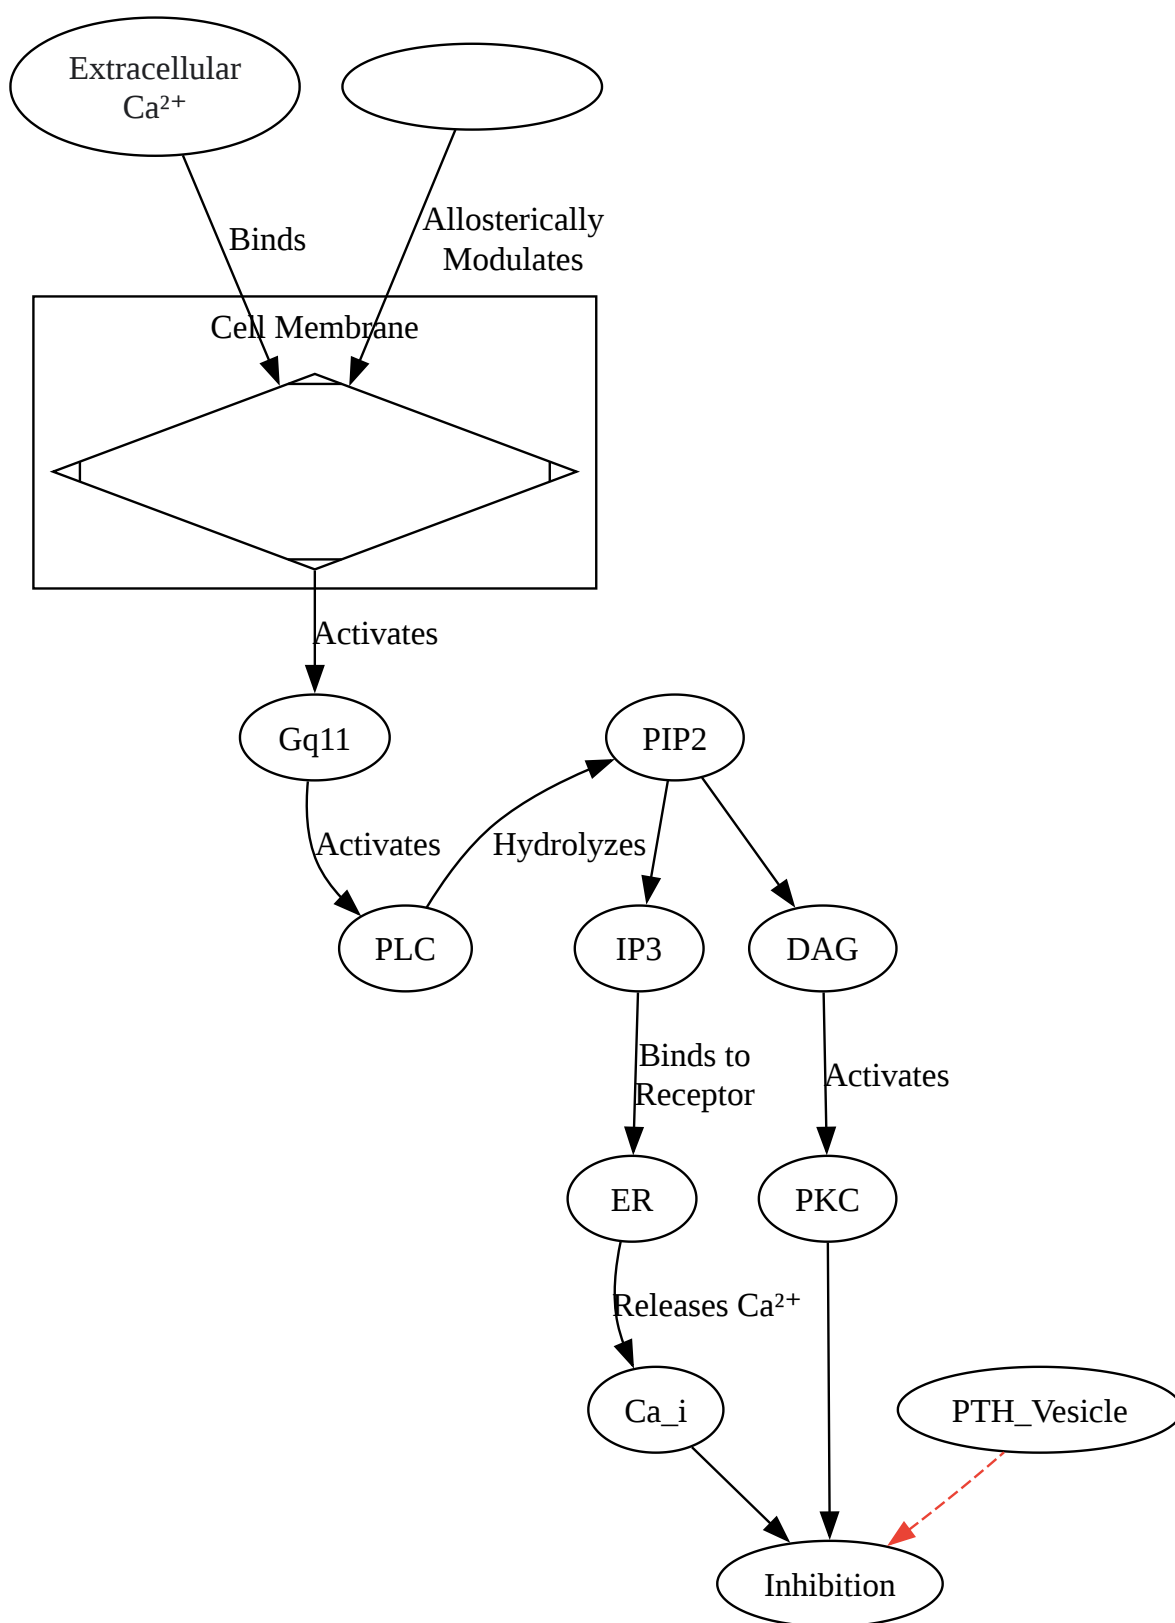 Extracellular
Ca²⁺
Binds
Allosterically
Modulates
Cell Membrane
Activates
Gq11
PIP2
Activates
Hydrolyzes
PLC
IP3
DAG
Binds to
Receptor
Activates
ER
PKC
Releases Ca²⁺
Ca_i
PTH_Vesicle
Inhibition